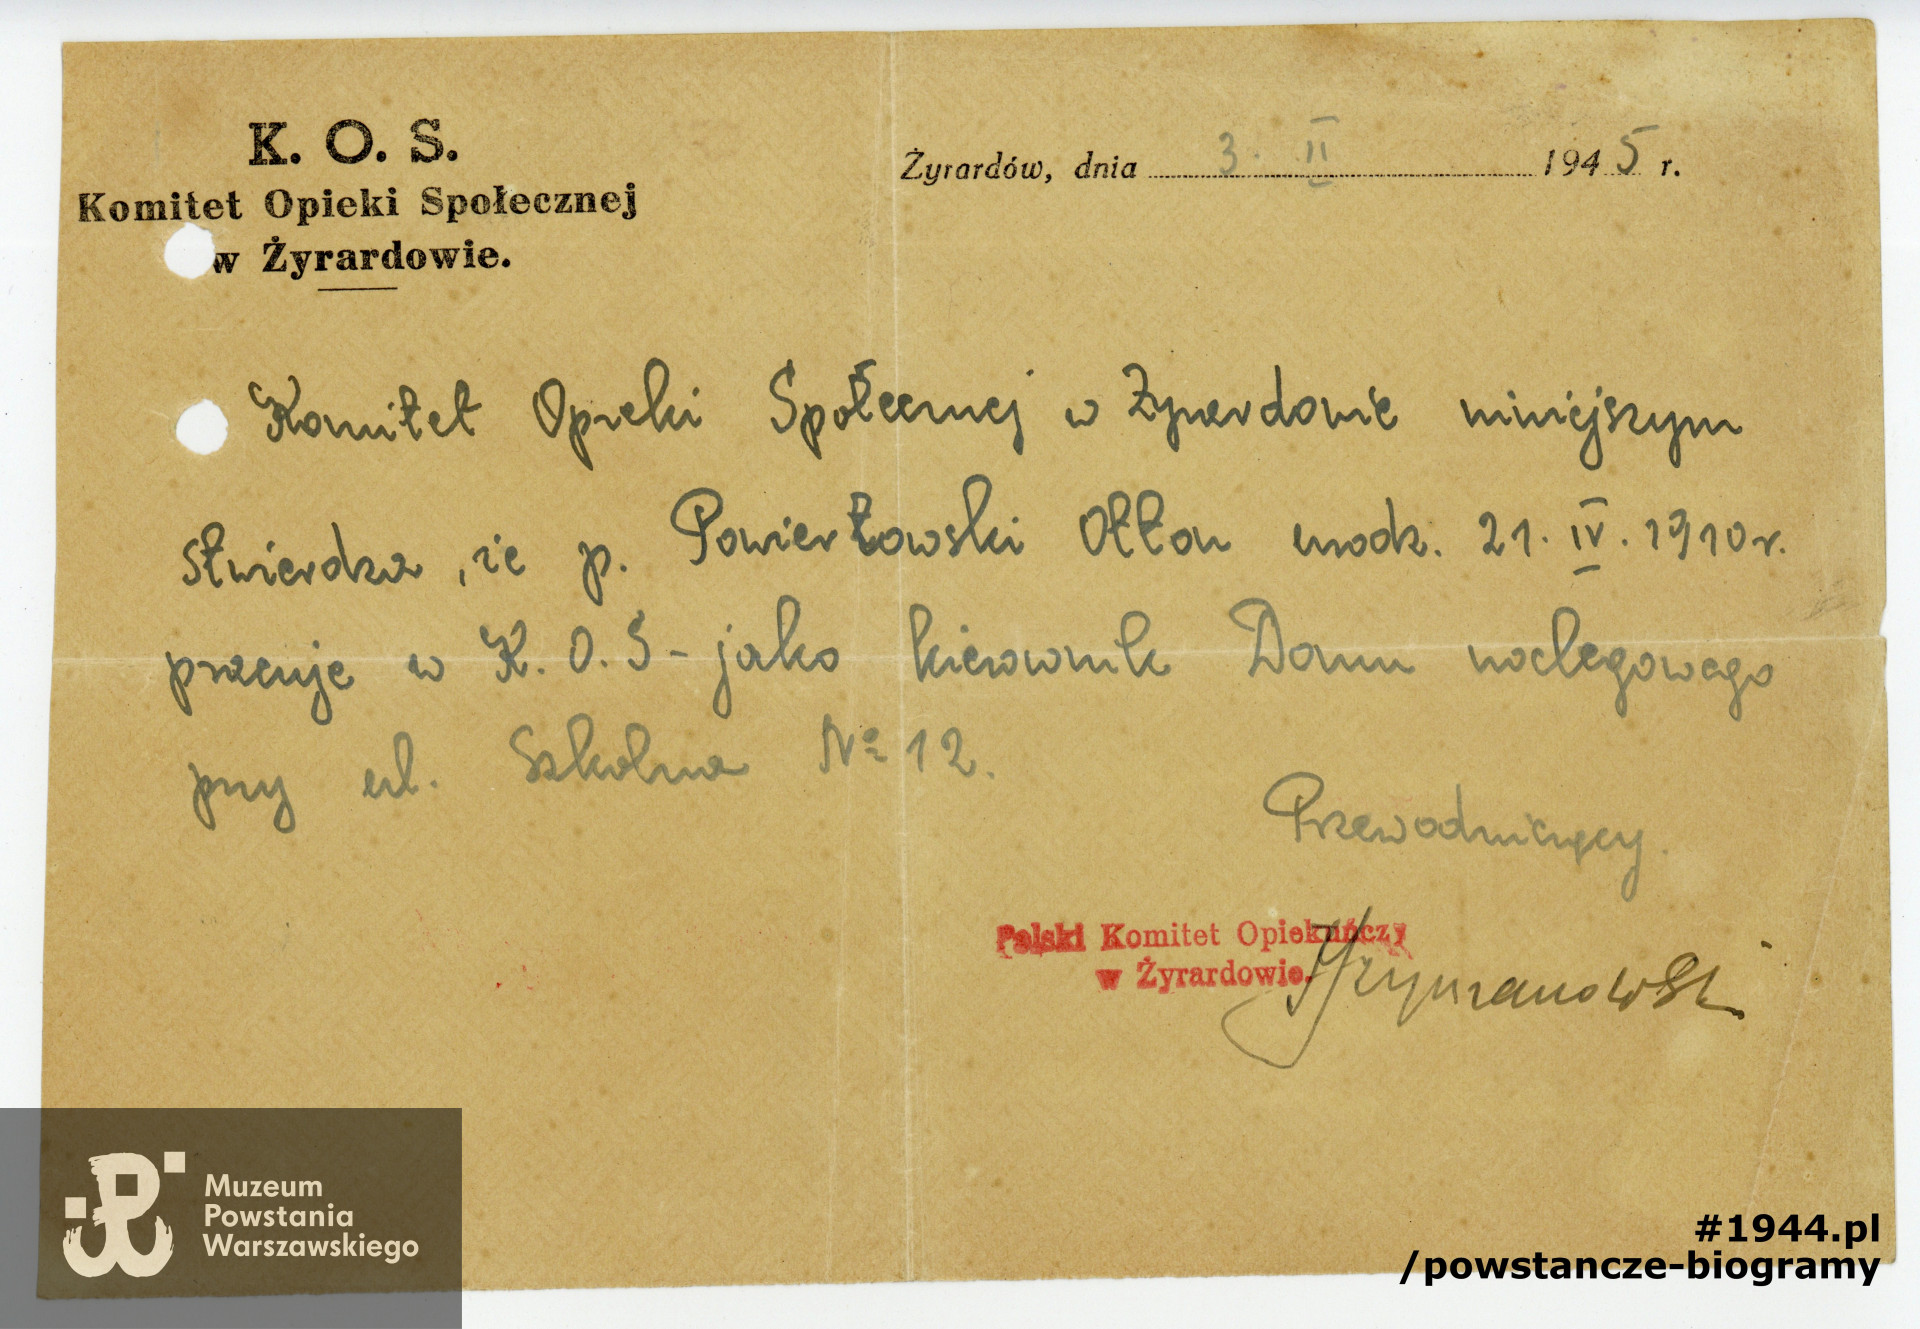 K. O. S.
Komitet Opieki Społecznej
w Żyrardowie.
Żyrardów, dnia 3. II 1945 r.
Komitet Opieki Społecznej w Żyrardowie niniejszym
stwierdza, że p. Powierłowski Otton urodz. 21. IV. 1910 r.
pracuje w K. O. S - jako kierownik Domu noclegowego
przy ul. Szkolna № 12.
Przewodniczący.
Polski Komitet Opiekuńczy
w Żyrardowie.
Szymanowski
Muzeum
Powstania
Warszawskiego
#1944.pl
/powstancze-biogramy